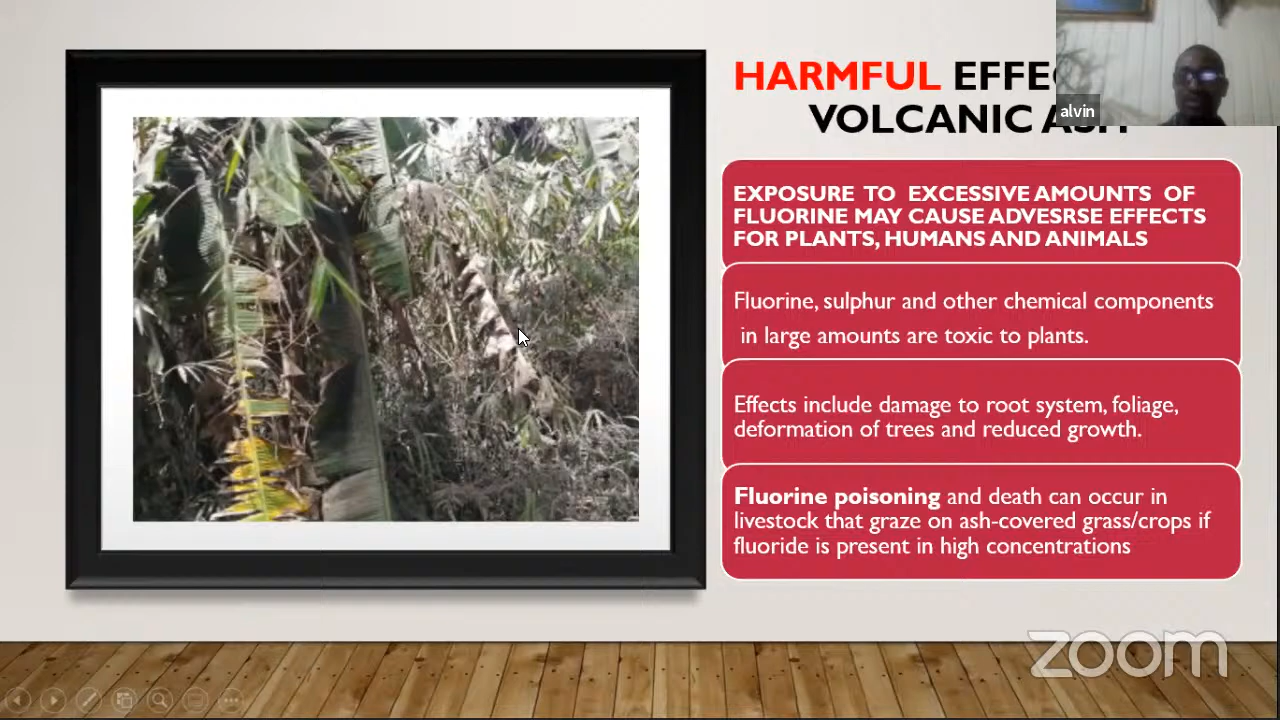 HARMFUL
VOLCANIC ASH
alvin
EXPOSURE TO EXCESSIVE AMOUNTS OF
FLUORINE MAY CAUSE ADVESRSE EFFECTS
FOR PLANTS, HUMANS AND ANIMALS
Fluorine, sulphur and other chemical components
in large amounts are toxic to plants.
Effects include damage to root system, foliage,
deformation of trees and reduced growth.
Fluorine poisoning and death can occur in
livestock that graze on ash-covered grass/crops if
fluoride is present in high concentrations
zoom